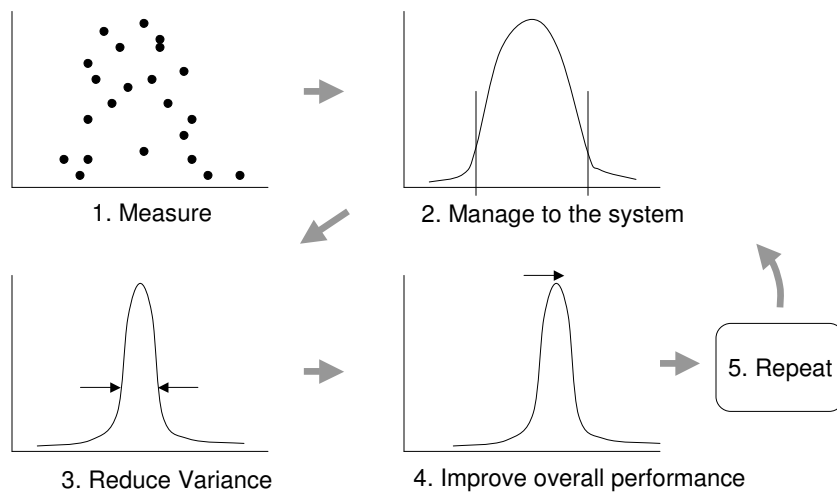 1. Measure
2. Manage to the system
3. Reduce Variance
4. Improve overall performance
5. Repeat